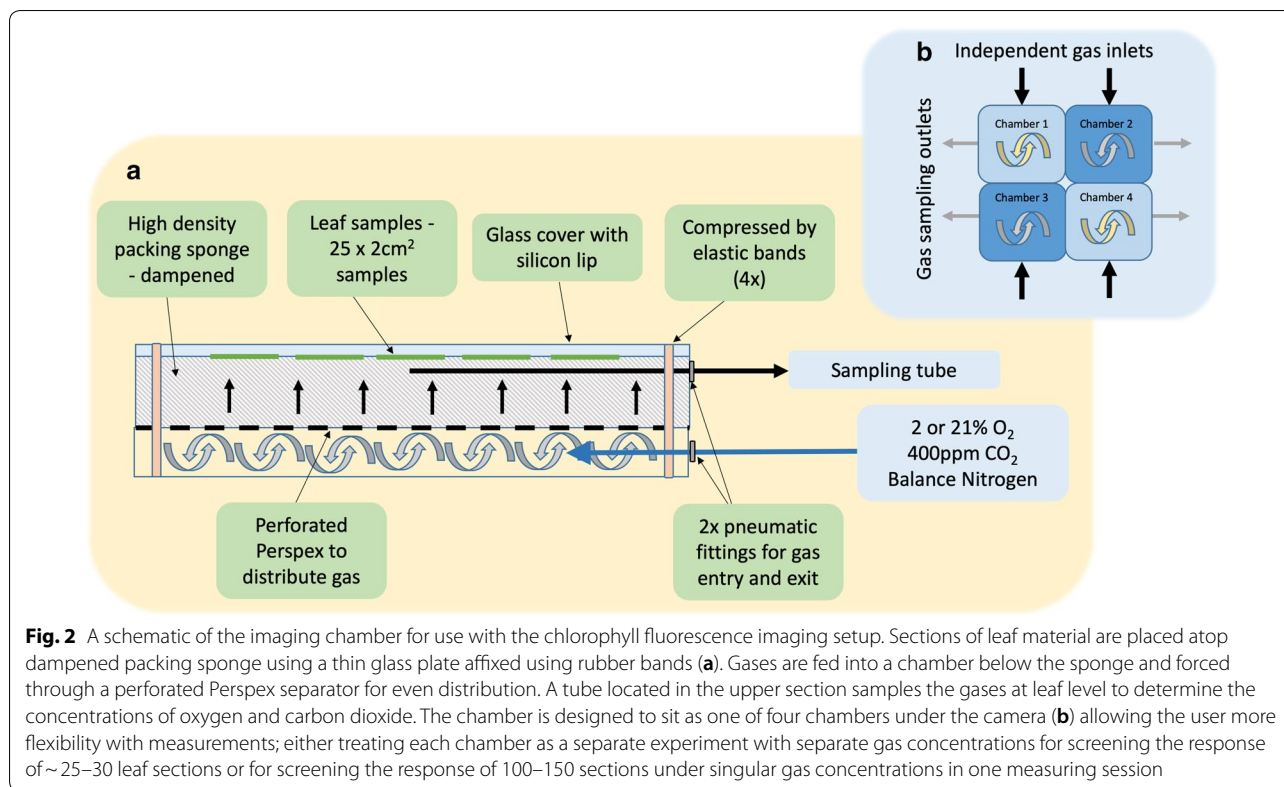 b
Independent gas inlets
Gas sampling outlets
Chamber 1
Chamber 2
Chamber 3
Chamber 4
a
High density
packing sponge
- dampened
Leaf samples -
25 x 2cm²
samples
Glass cover with
silicon lip
Compressed by
elastic bands
(4x)
Sampling tube
2 or 21% O₂
400ppm CO₂
Balance Nitrogen
Perforated
Perspex to
distribute gas
2x pneumatic
fittings for gas
entry and exit
Fig. 2 A schematic of the imaging chamber for use with the chlorophyll fluorescence imaging setup. Sections of leaf material are placed atop
dampened packing sponge using a thin glass plate affixed using rubber bands (a). Gases are fed into a chamber below the sponge and forced
through a perforated Perspex separator for even distribution. A tube located in the upper section samples the gases at leaf level to determine the
concentrations of oxygen and carbon dioxide. The chamber is designed to sit as one of four chambers under the camera (b) allowing the user more
flexibility with measurements; either treating each chamber as a separate experiment with separate gas concentrations for screening the response
of ~ 25–30 leaf sections or for screening the response of 100–150 sections under singular gas concentrations in one measuring session